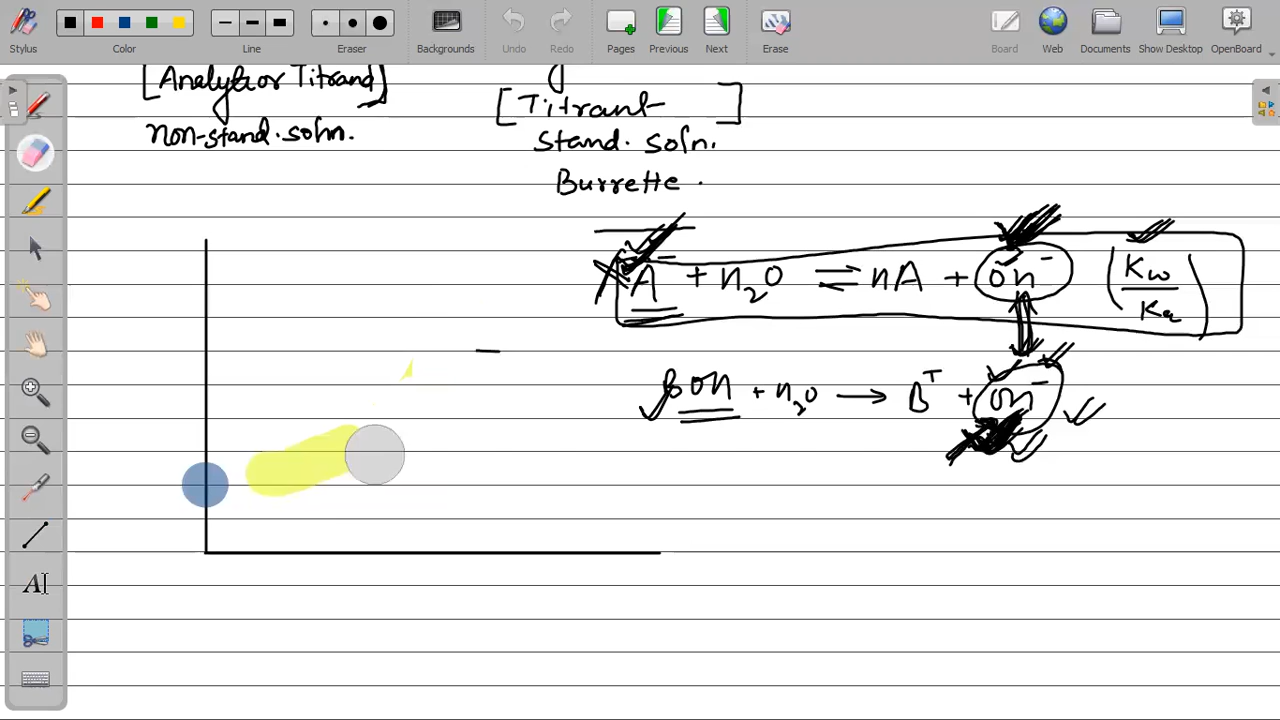 Stylus
Color
Line
Eraser
Backgrounds
Undo
Redo
Pages
Previous
Next
Erase
Board
Web
Documents
Show Desktop
OpenBoard
AI
[Analyte or Titrand]
non-stand. soln.
[Titrant
stand. soln.]
Burrette.
A⁻ + H₂O ⇌ HA + OH⁻ (Kw/Ka)
BOH + H₂O → B⁺ + OH⁻